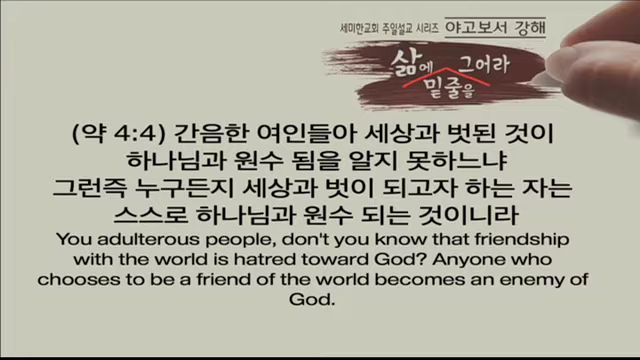 세미한교회 주일설교 시리즈 야고보서 강해
삶에 그어라
밑줄을
(약 4:4) 간음한 여인들아 세상과 벗된 것이
하나님과 원수 됨을 알지 못하느냐
그런즉 누구든지 세상과 벗이 되고자 하는 자는
스스로 하나님과 원수 되는 것이니라
You adulterous people, don't you know that friendship
with the world is hatred toward God? Anyone who
chooses to be a friend of the world becomes an enemy of
God.